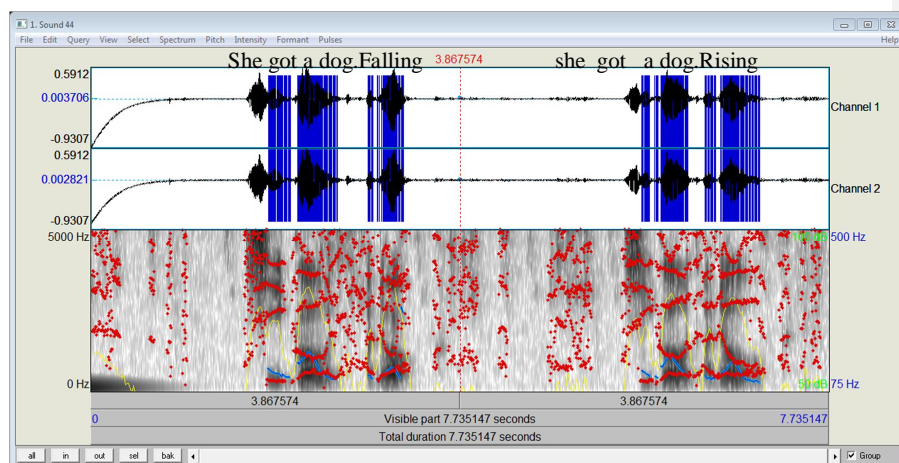 1. Sound 44
File Edit Query View Select Spectrum Pitch Intensity Formant Pulses Help
She got a dog.Falling 3.867574 she got a dog.Rising
0.5912
0.003706
-0.9307
Channel 1
0.5912
0.002821
-0.9307
Channel 2
5000 Hz
500 Hz
0 Hz
50 dB 75 Hz
3.867574 3.867574
0 Visible part 7.735147 seconds 7.735147
Total duration 7.735147 seconds
all in out sel bak Group